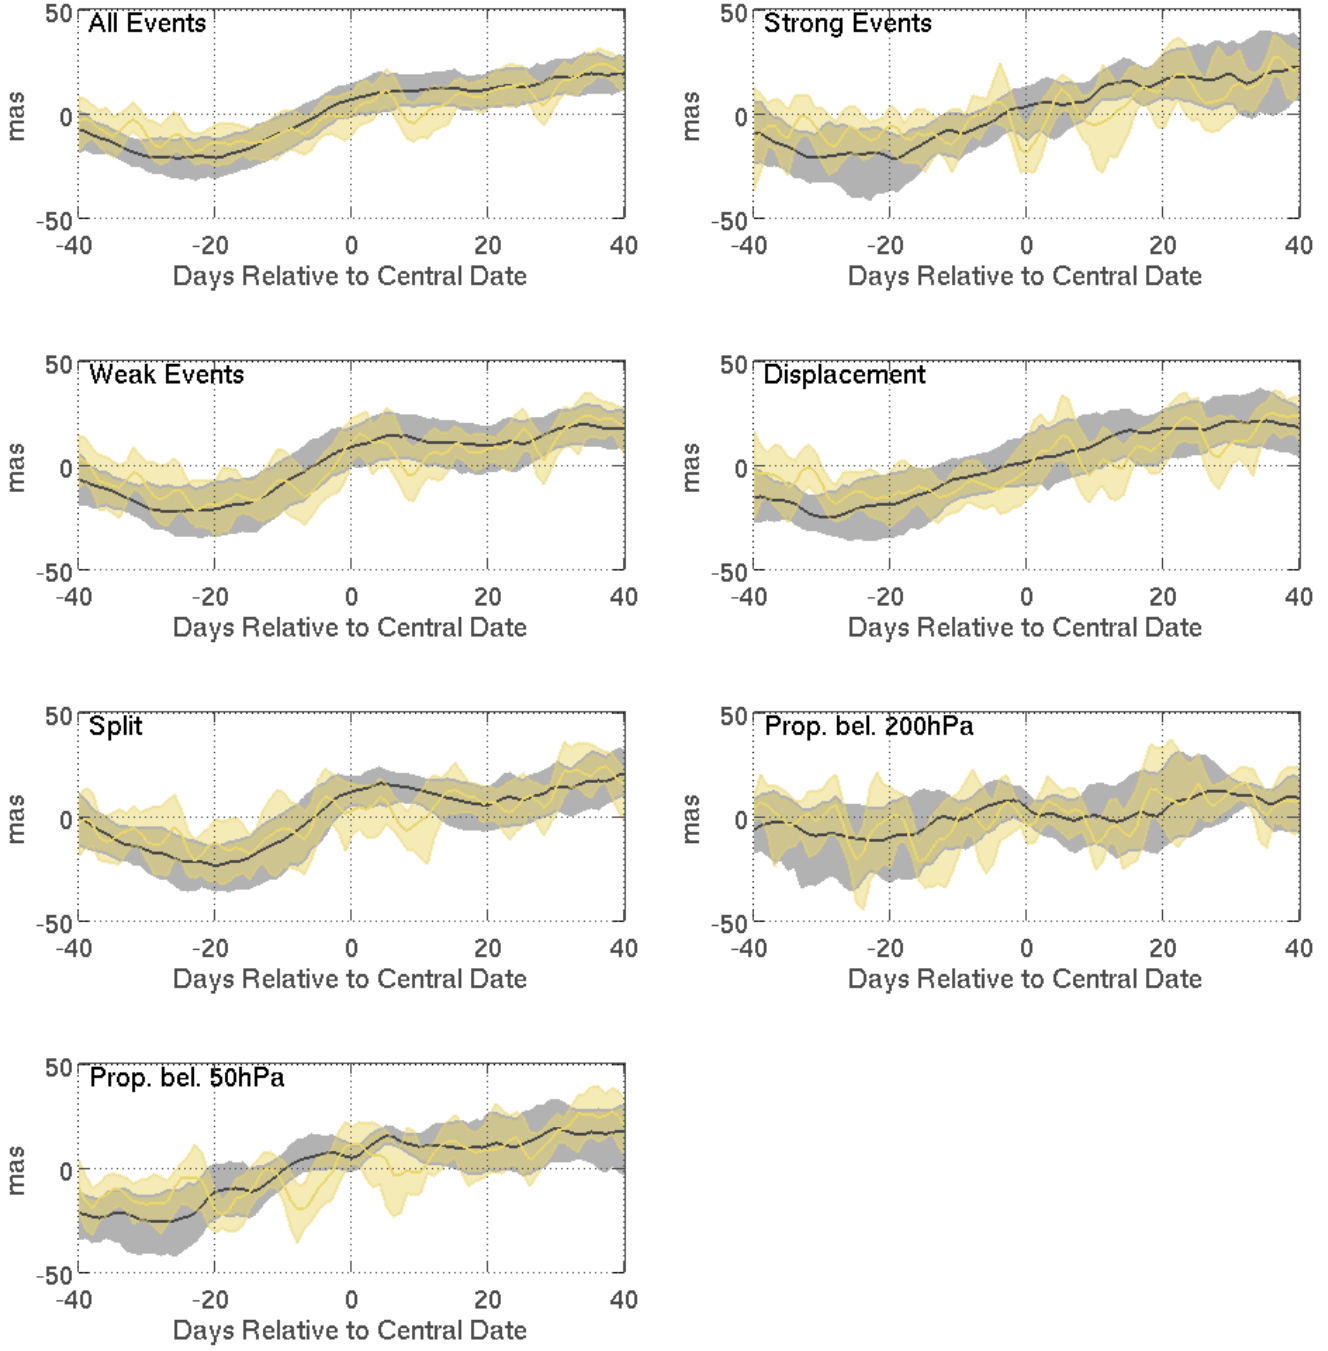 All Events
50
0
-50
mas
-40 -20 0 20 40
Days Relative to Central Date
Strong Events
50
0
-50
mas
-40 -20 0 20 40
Days Relative to Central Date
Weak Events
50
0
-50
mas
-40 -20 0 20 40
Days Relative to Central Date
Displacement
50
0
-50
mas
-40 -20 0 20 40
Days Relative to Central Date
Split
50
0
-50
mas
-40 -20 0 20 40
Days Relative to Central Date
Prop. bel. 200hPa
50
0
-50
mas
-40 -20 0 20 40
Days Relative to Central Date
Prop. bel. 50hPa
50
0
-50
mas
-40 -20 0 20 40
Days Relative to Central Date